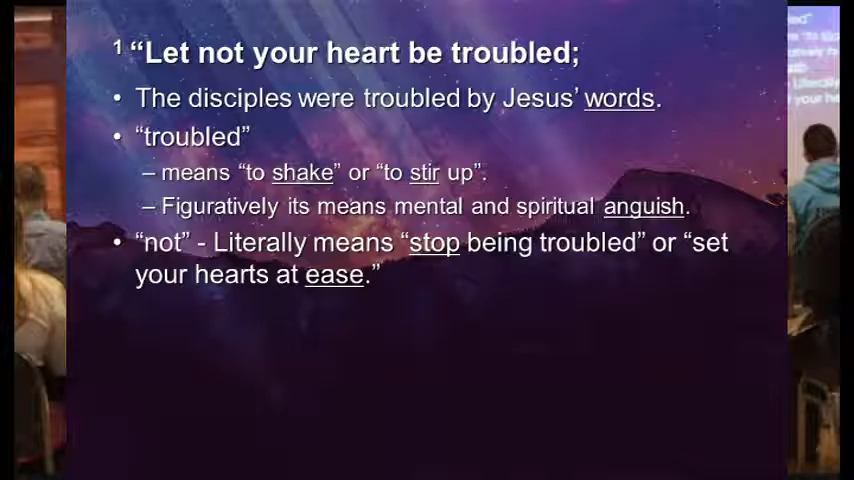 1 “Let not your heart be troubled;
• The disciples were troubled by Jesus’ words.
• “troubled”
– means “to shake” or “to stir up”.
– Figuratively its means mental and spiritual anguish.
• “not” - Literally means “stop being troubled” or “set
your hearts at ease.”